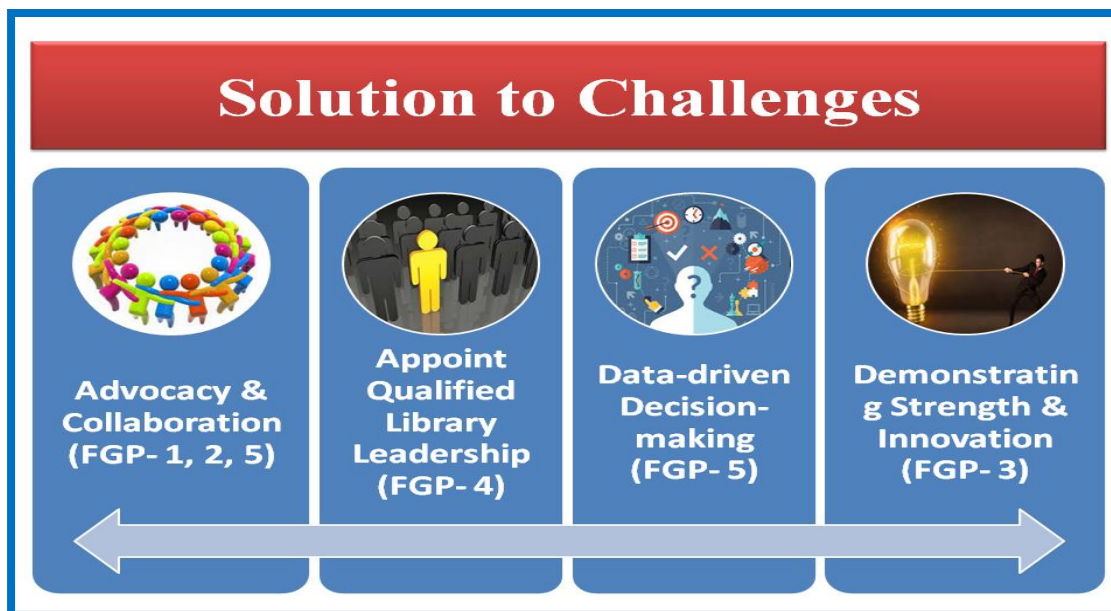 Solution to Challenges
Advocacy &
Collaboration
(FGP- 1, 2, 5)
Appoint
Qualified
Library
Leadership
(FGP- 4)
Data-driven
Decision-
making
(FGP- 5)
Demonstratin
g Strength &
Innovation
(FGP- 3)